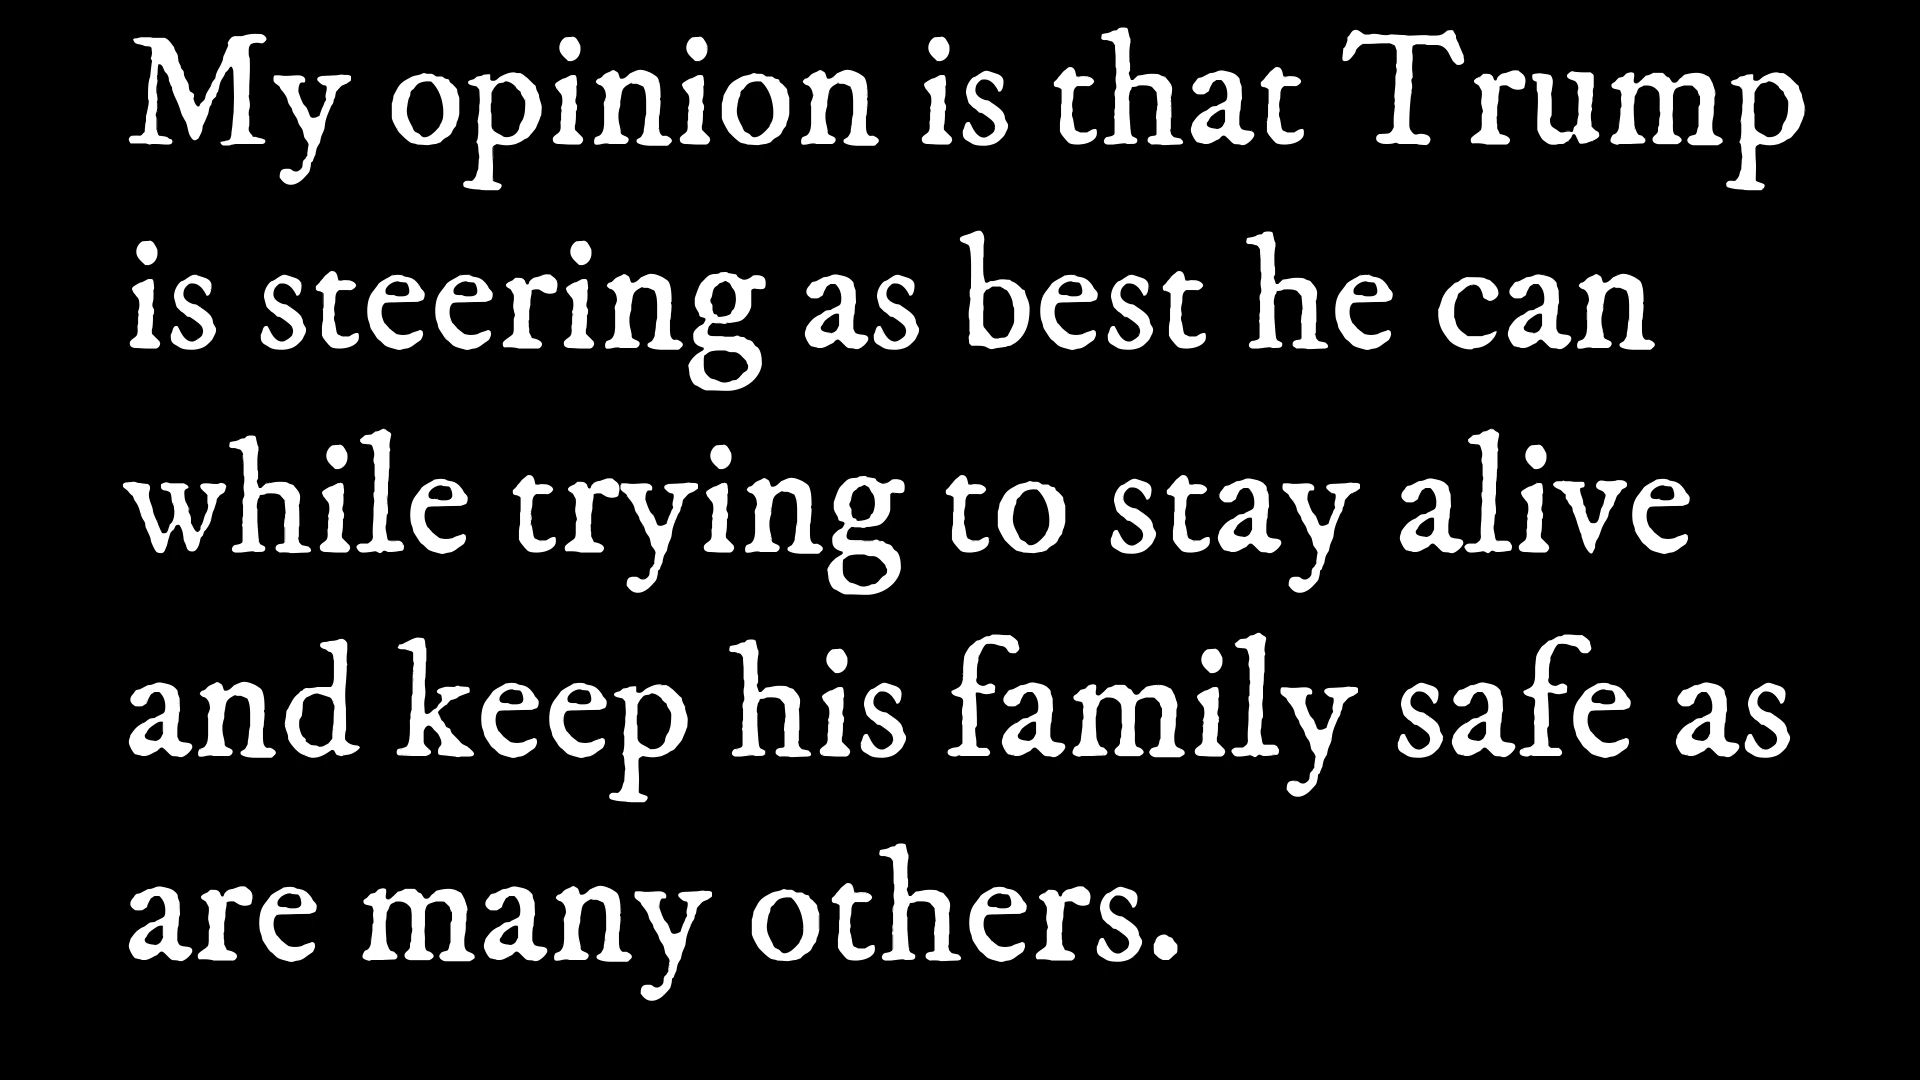 My opinion is that Trump
is steering as best he can
while trying to stay alive
and keep his family safe as
are many others.